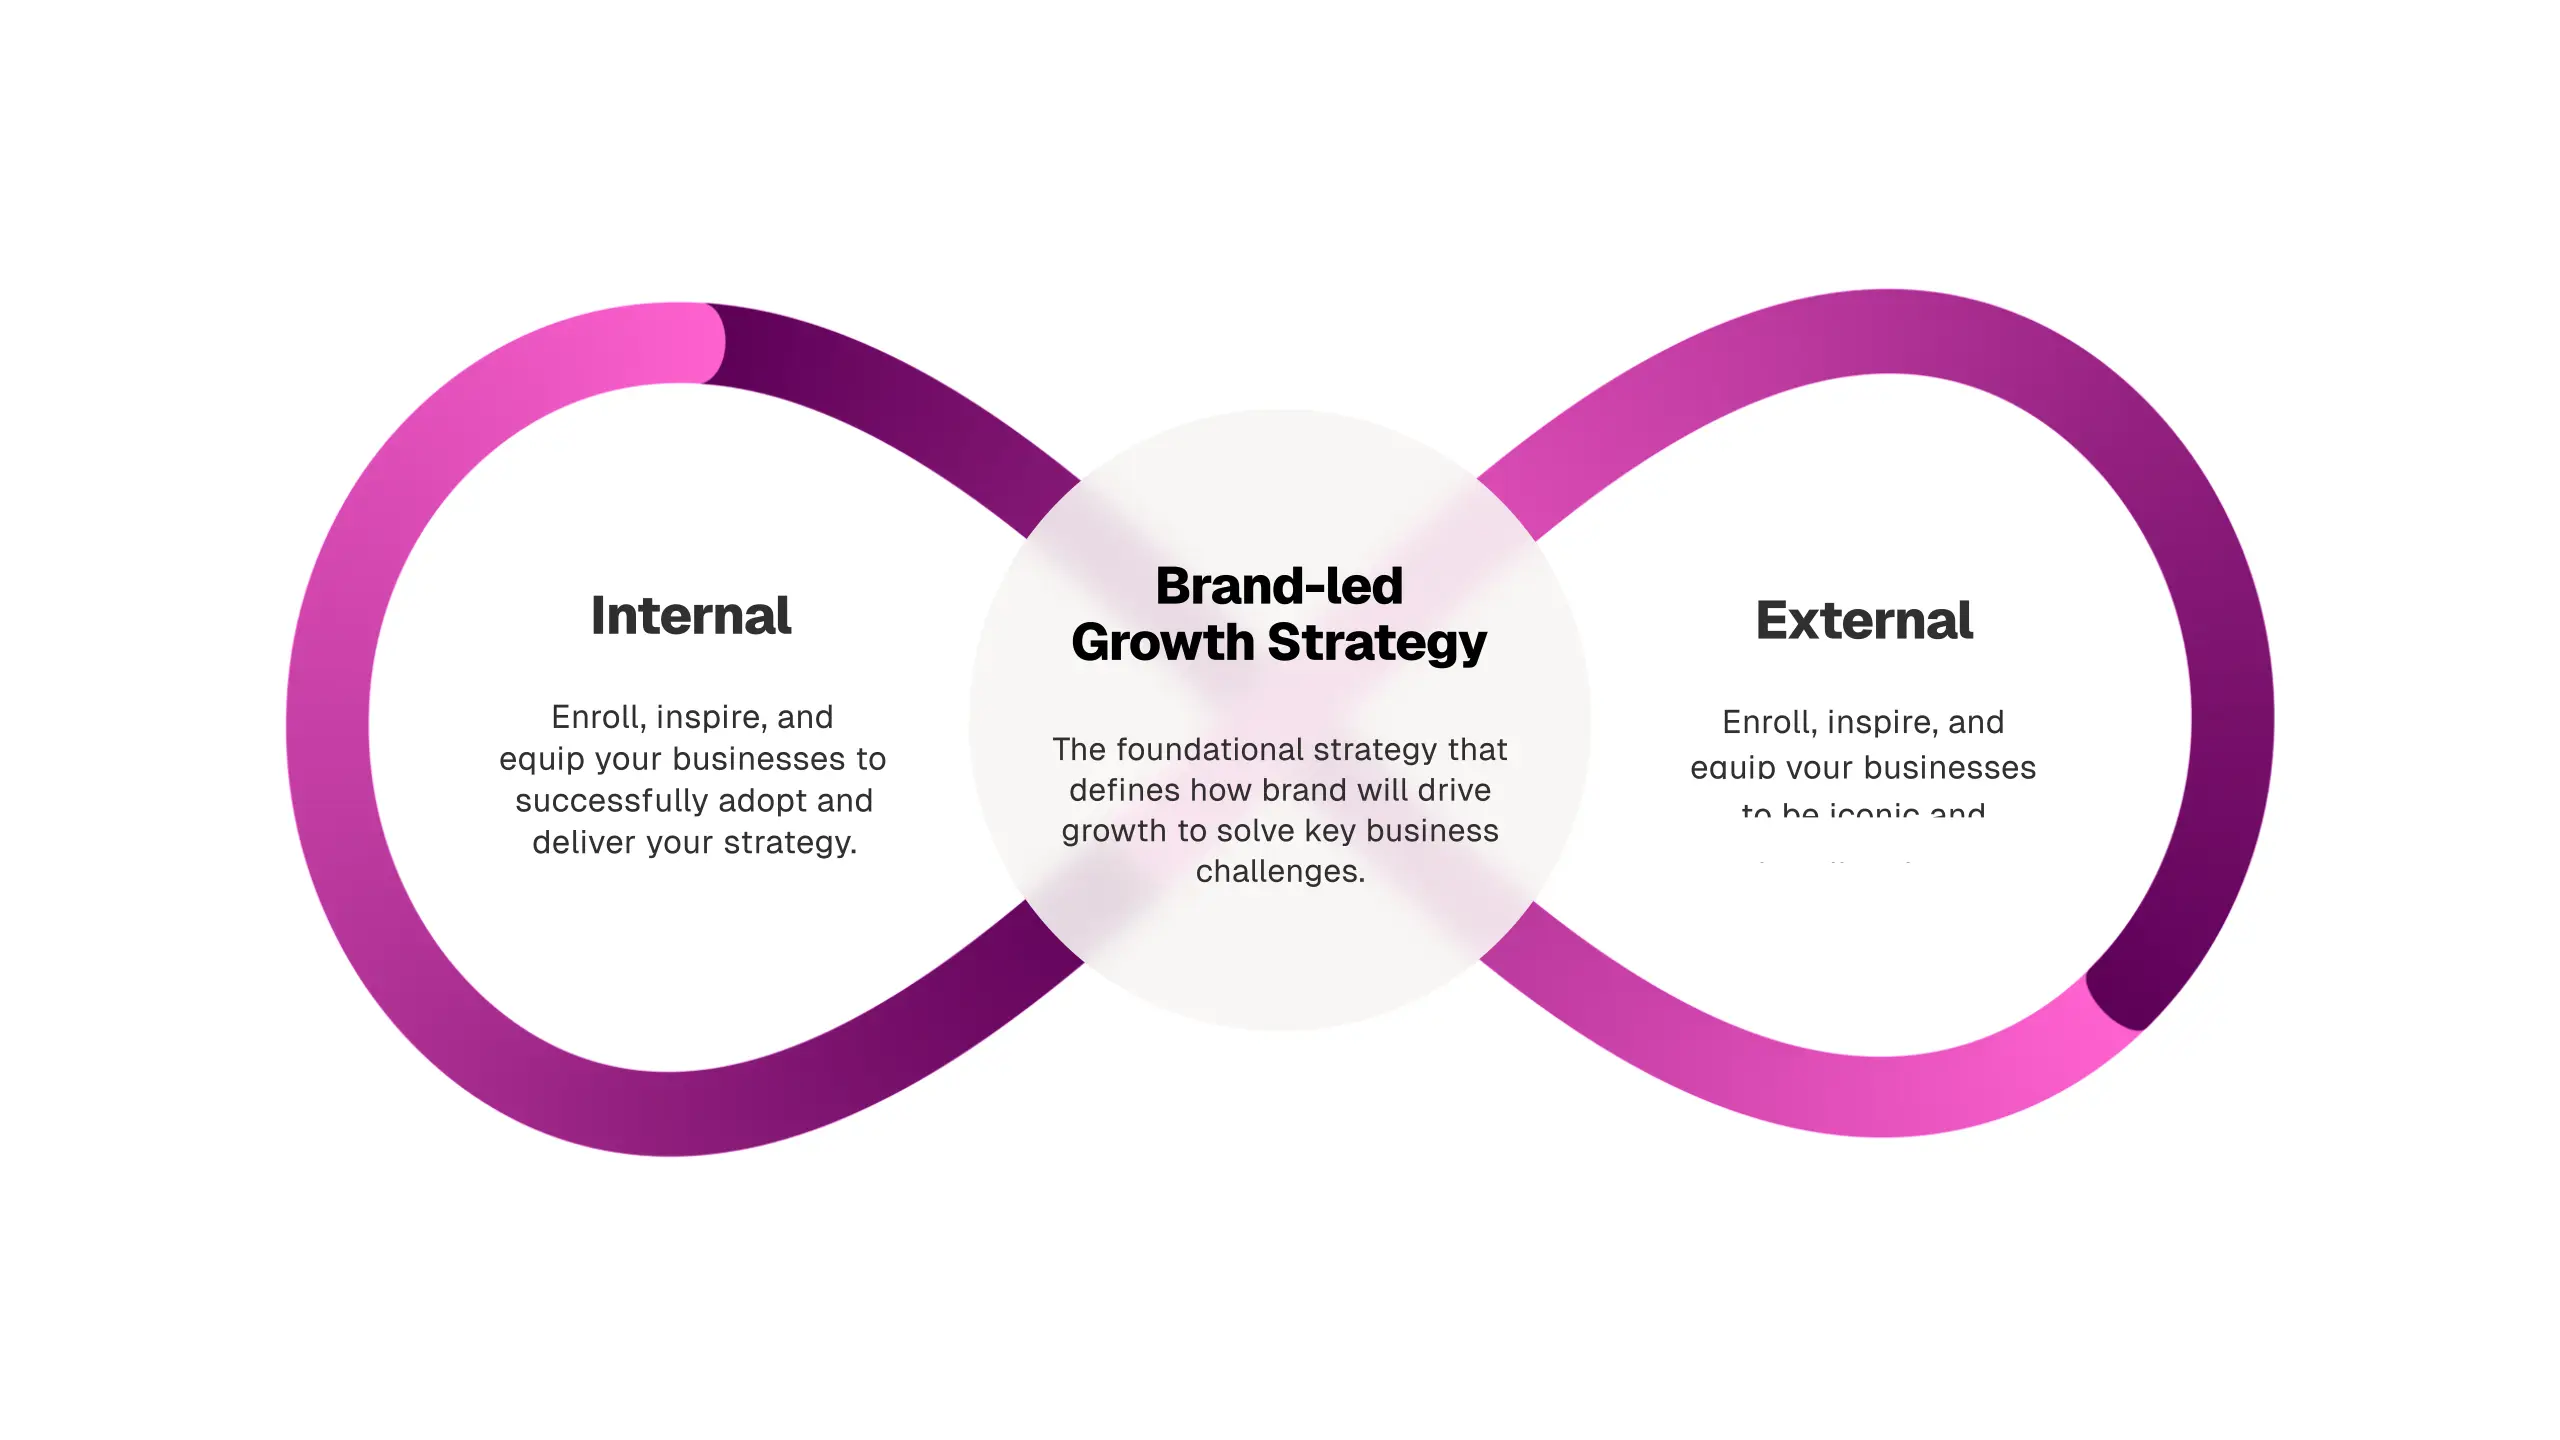 Internal
Enroll, inspire, and
equip your businesses to
successfully adopt and
deliver your strategy.
Brand-led
Growth Strategy
The foundational strategy that
defines how brand will drive
growth to solve key business
challenges.
External
Enroll, inspire, and
equip your businesses
to be iconic and